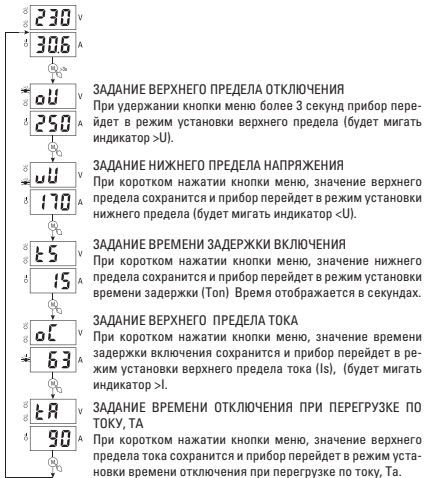 230 V
30.6 A
M >3s
oU V
ЗАДАНИЕ ВЕРХНЕГО ПРЕДЕЛА ОТКЛЮЧЕНИЯ
При удержании кнопки меню более 3 секунд прибор пере-
йдет в режим установки верхнего предела (будет мигать
250 A
индикатор >U).
M
ЗАДАНИЕ НИЖНЕГО ПРЕДЕЛА НАПРЯЖЕНИЯ
uU V
При коротком нажатии кнопки меню, значение верхнего
предела сохранится и прибор перейдет в режим установки
170 A
нижнего предела (будет мигать индикатор <U).
M
ЗАДАНИЕ ВРЕМЕНИ ЗАДЕРЖКИ ВКЛЮЧЕНИЯ
tS V
При коротком нажатии кнопки меню, значение нижнего
предела сохранится и прибор перейдет в режим установки
15 A
времени задержки (Ton) Время отображается в секундах.
M
ЗАДАНИЕ ВЕРХНЕГО ПРЕДЕЛА ТОКА
oC V
При коротком нажатии кнопки меню, значение времени
задержки включения сохранится и прибор перейдет в ре-
63 A
жим установки верхнего предела тока (Is), (будет мигать
индикатор >I.
M
ЗАДАНИЕ ВРЕМЕНИ ОТКЛЮЧЕНИЯ ПРИ ПЕРЕГРУЗКЕ ПО
tA V
ТОКУ, ТА
90 A
При коротком нажатии кнопки меню, значение верхнего
предела тока сохранится и прибор перейдет в режим уста-
M
новки времени отключения при перегрузке по току, Та.